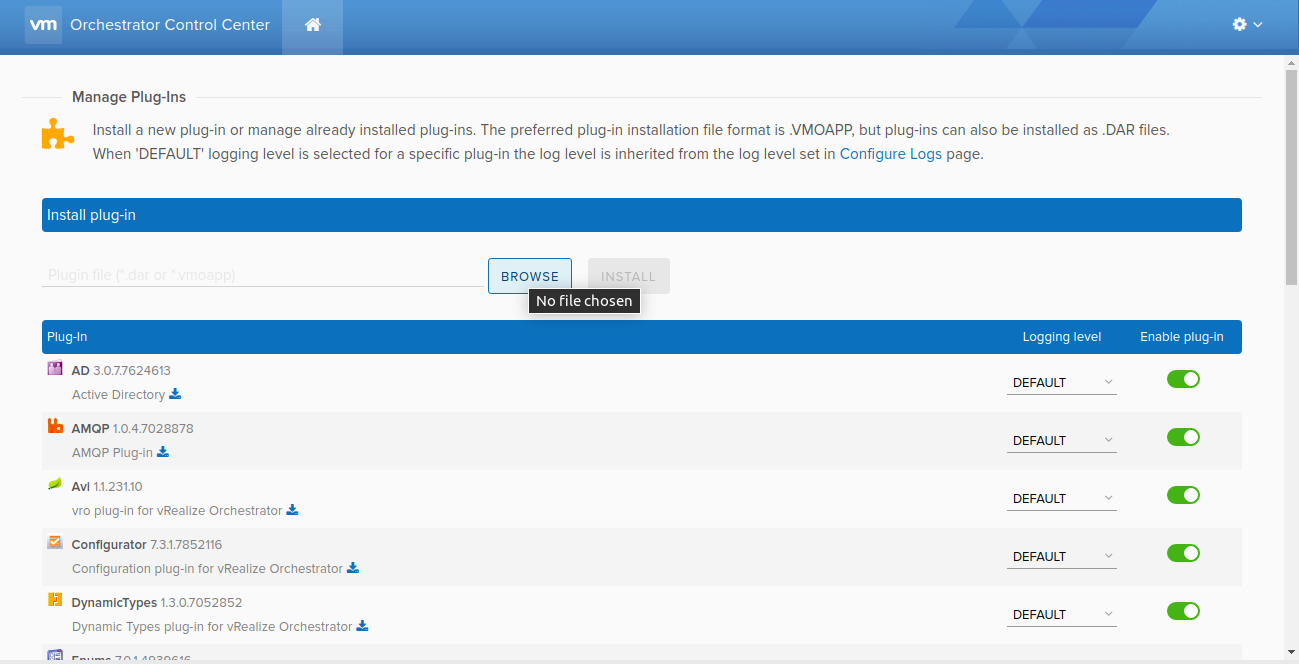 vm Orchestrator Control Center
Manage Plug-Ins
Install a new plug-in or manage already installed plug-ins. The preferred plug-in installation file format is .VMOAPP, but plug-ins can also be installed as .DAR files.
When 'DEFAULT' logging level is selected for a specific plug-in the log level is inherited from the log level set in Configure Logs page.
Install plug-in
Plugin file (*.dar or *.vmoapp) BROWSE INSTALL
No file chosen
Plug-In Logging level Enable plug-in
AD 3.0.7.7624613
Active Directory DEFAULT
AMQP 1.0.4.7028878
AMQP Plug-in DEFAULT
Avi 1.1.231.10
vro plug-in for vRealize Orchestrator DEFAULT
Configurator 7.3.1.7852116
Configuration plug-in for vRealize Orchestrator DEFAULT
DynamicTypes 1.3.0.7052852
Dynamic Types plug-in for vRealize Orchestrator DEFAULT
Enums 7.0.1.4939616